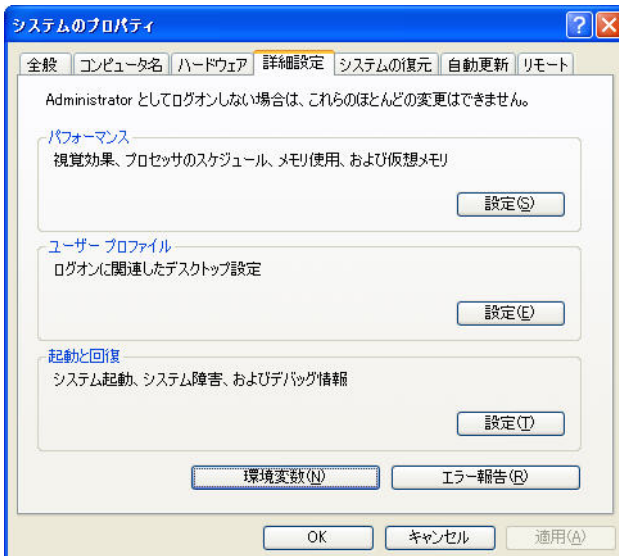 システムのプロパティ
全般 コンピュータ名 ハードウェア 詳細設定 システムの復元 自動更新 リモート
Administrator としてログオンしない場合は、これらのほとんどの変更はできません。
パフォーマンス
視覚効果、プロセッサのスケジュール、メモリ使用、および仮想メモリ
設定(S)
ユーザー プロファイル
ログオンに関連したデスクトップ設定
設定(E)
起動と回復
システム起動、システム障害、およびデバッグ情報
設定(T)
環境変数(N) エラー報告(R)
OK キャンセル 適用(A)